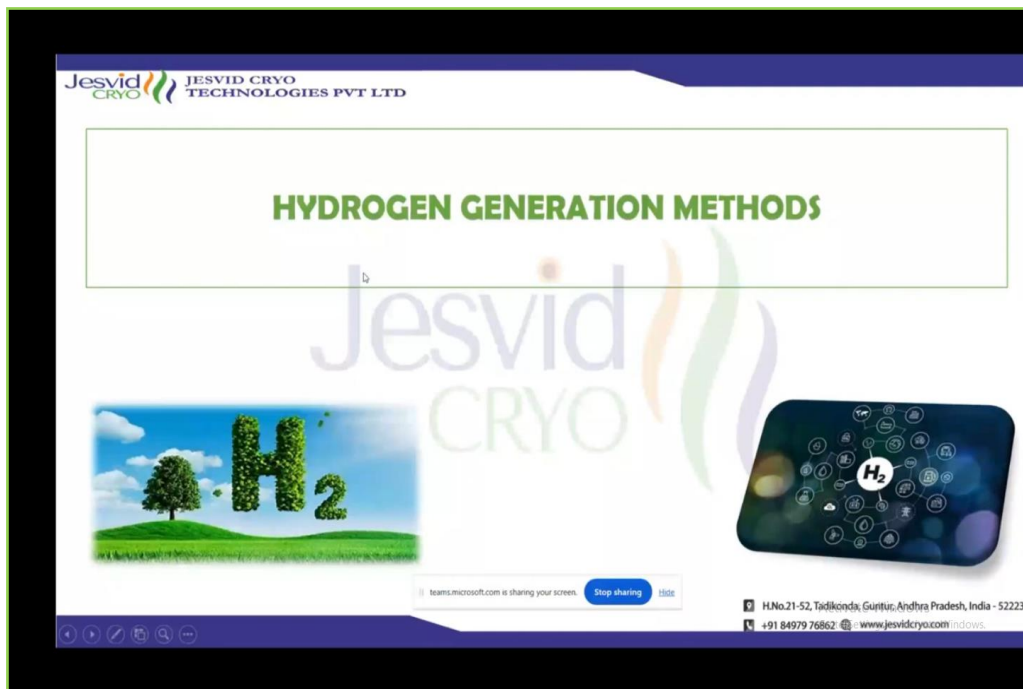 Jesvid
CRYO
JESVID CRYO
TECHNOLOGIES PVT LTD
HYDROGEN GENERATION METHODS
Jesvid
CRYO
H2
H2
teams.microsoft.com is sharing your screen. Stop sharing Hide
H.No.21-52, Tadikonda, Guntur, Andhra Pradesh, India - 5222
+91 84979 76862 www.jesvidcryo.com